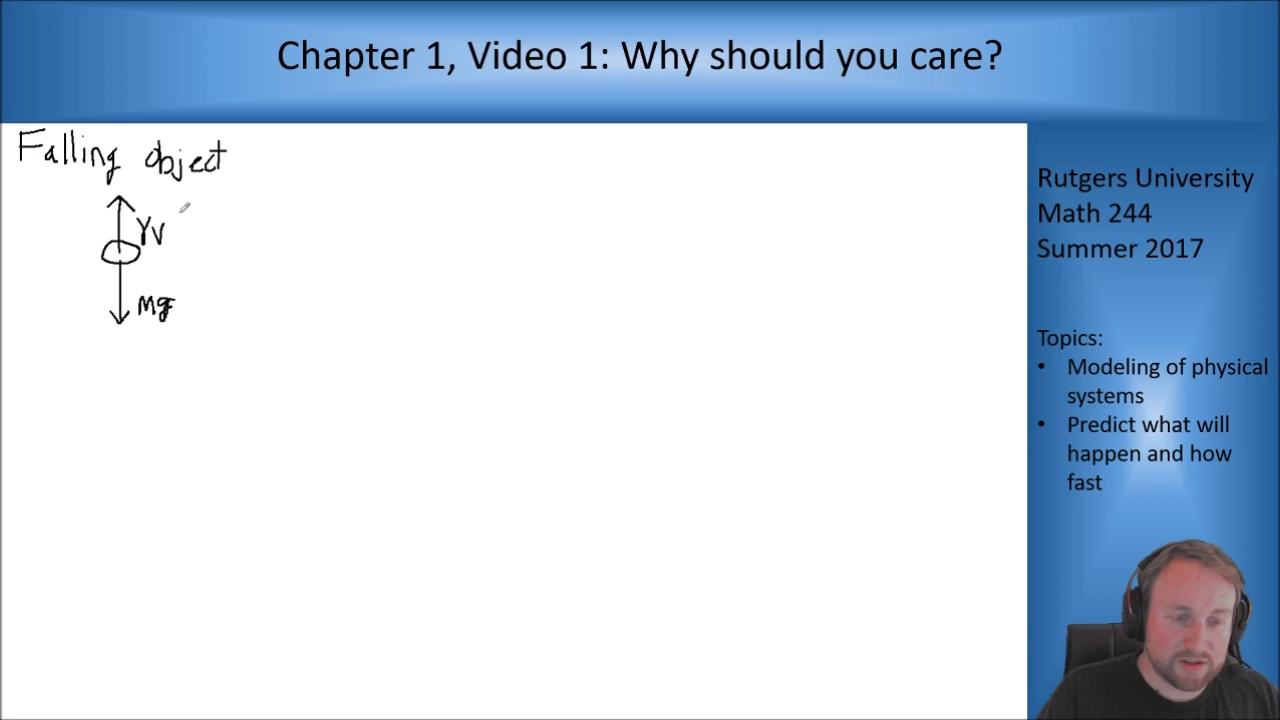 Chapter 1, Video 1: Why should you care?
Falling object
γv
mg
Rutgers University
Math 244
Summer 2017
Topics:
• Modeling of physical
systems
• Predict what will
happen and how
fast